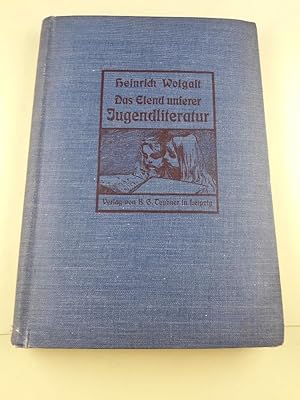 Heinrich Wolgast
Das Elend unserer
Jugendliteratur
Verlag von B. G. Teubner in Leipzig